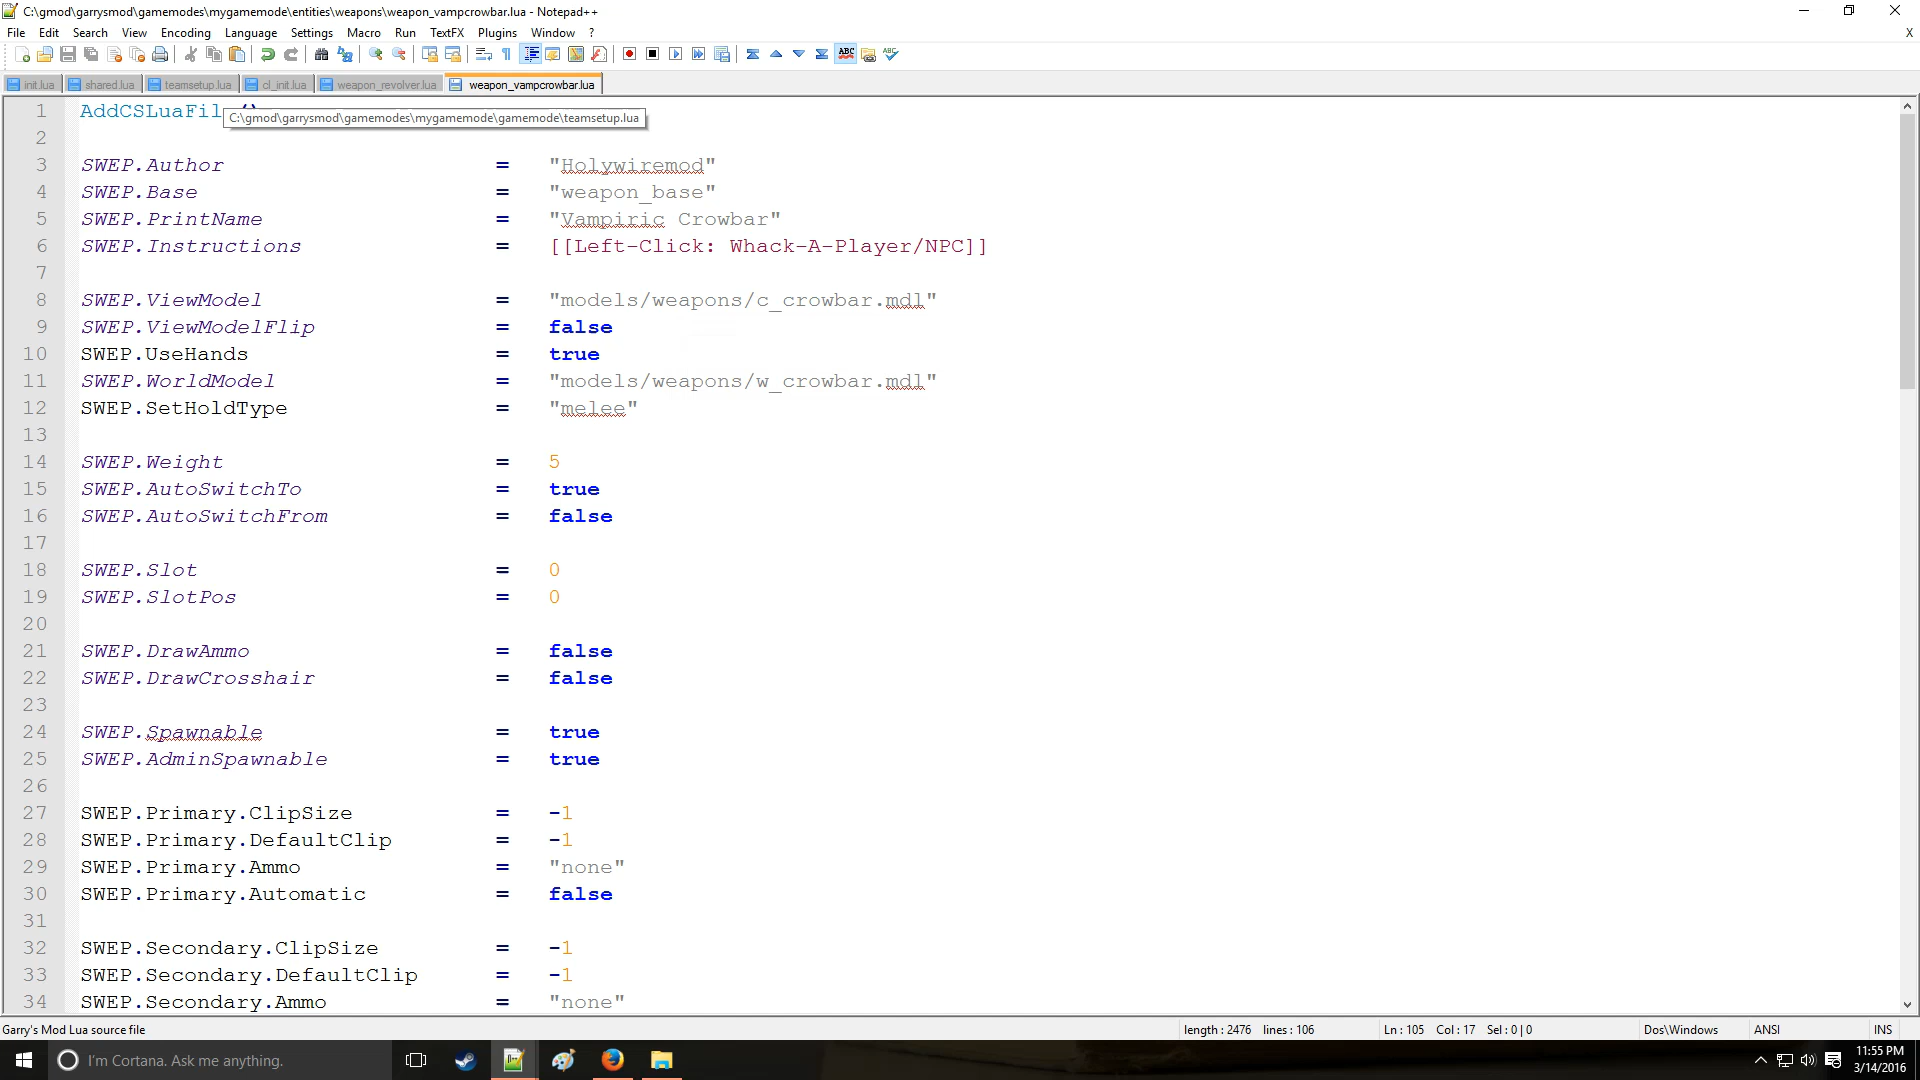 C:\gmod\garrysmod\gamemodes\mygamemode\entities\weapons\weapon_vampcrowbar.lua - Notepad++
File Edit Search View Encoding Language Settings Macro Run TextFX Plugins Window ? X
init.lua shared.lua teamsetup.lua cl_init.lua weapon_revolver.lua weapon_vampcrowbar.lua
1 AddCSLuaFil
C:\gmod\garrysmod\gamemodes\mygamemode\gamemode\teamsetup.lua
2
3 SWEP.Author = "Holywiremod"
4 SWEP.Base = "weapon_base"
5 SWEP.PrintName = "Vampiric Crowbar"
6 SWEP.Instructions = [[Left-Click: Whack-A-Player/NPC]]
7
8 SWEP.ViewModel = "models/weapons/c_crowbar.mdl"
9 SWEP.ViewModelFlip = false
10 SWEP.UseHands = true
11 SWEP.WorldModel = "models/weapons/w_crowbar.mdl"
12 SWEP.SetHoldType = "melee"
13
14 SWEP.Weight = 5
15 SWEP.AutoSwitchTo = true
16 SWEP.AutoSwitchFrom = false
17
18 SWEP.Slot = 0
19 SWEP.SlotPos = 0
20
21 SWEP.DrawAmmo = false
22 SWEP.DrawCrosshair = false
23
24 SWEP.Spawnable = true
25 SWEP.AdminSpawnable = true
26
27 SWEP.Primary.ClipSize = -1
28 SWEP.Primary.DefaultClip = -1
29 SWEP.Primary.Ammo = "none"
30 SWEP.Primary.Automatic = false
31
32 SWEP.Secondary.ClipSize = -1
33 SWEP.Secondary.DefaultClip = -1
34 SWEP.Secondary.Ammo = "none"
Garry's Mod Lua source file length : 2476 lines : 106 Ln : 105 Col : 17 Sel : 0 | 0 Dos\Windows ANSI INS
I'm Cortana. Ask me anything.
11:55 PM
3/14/2016